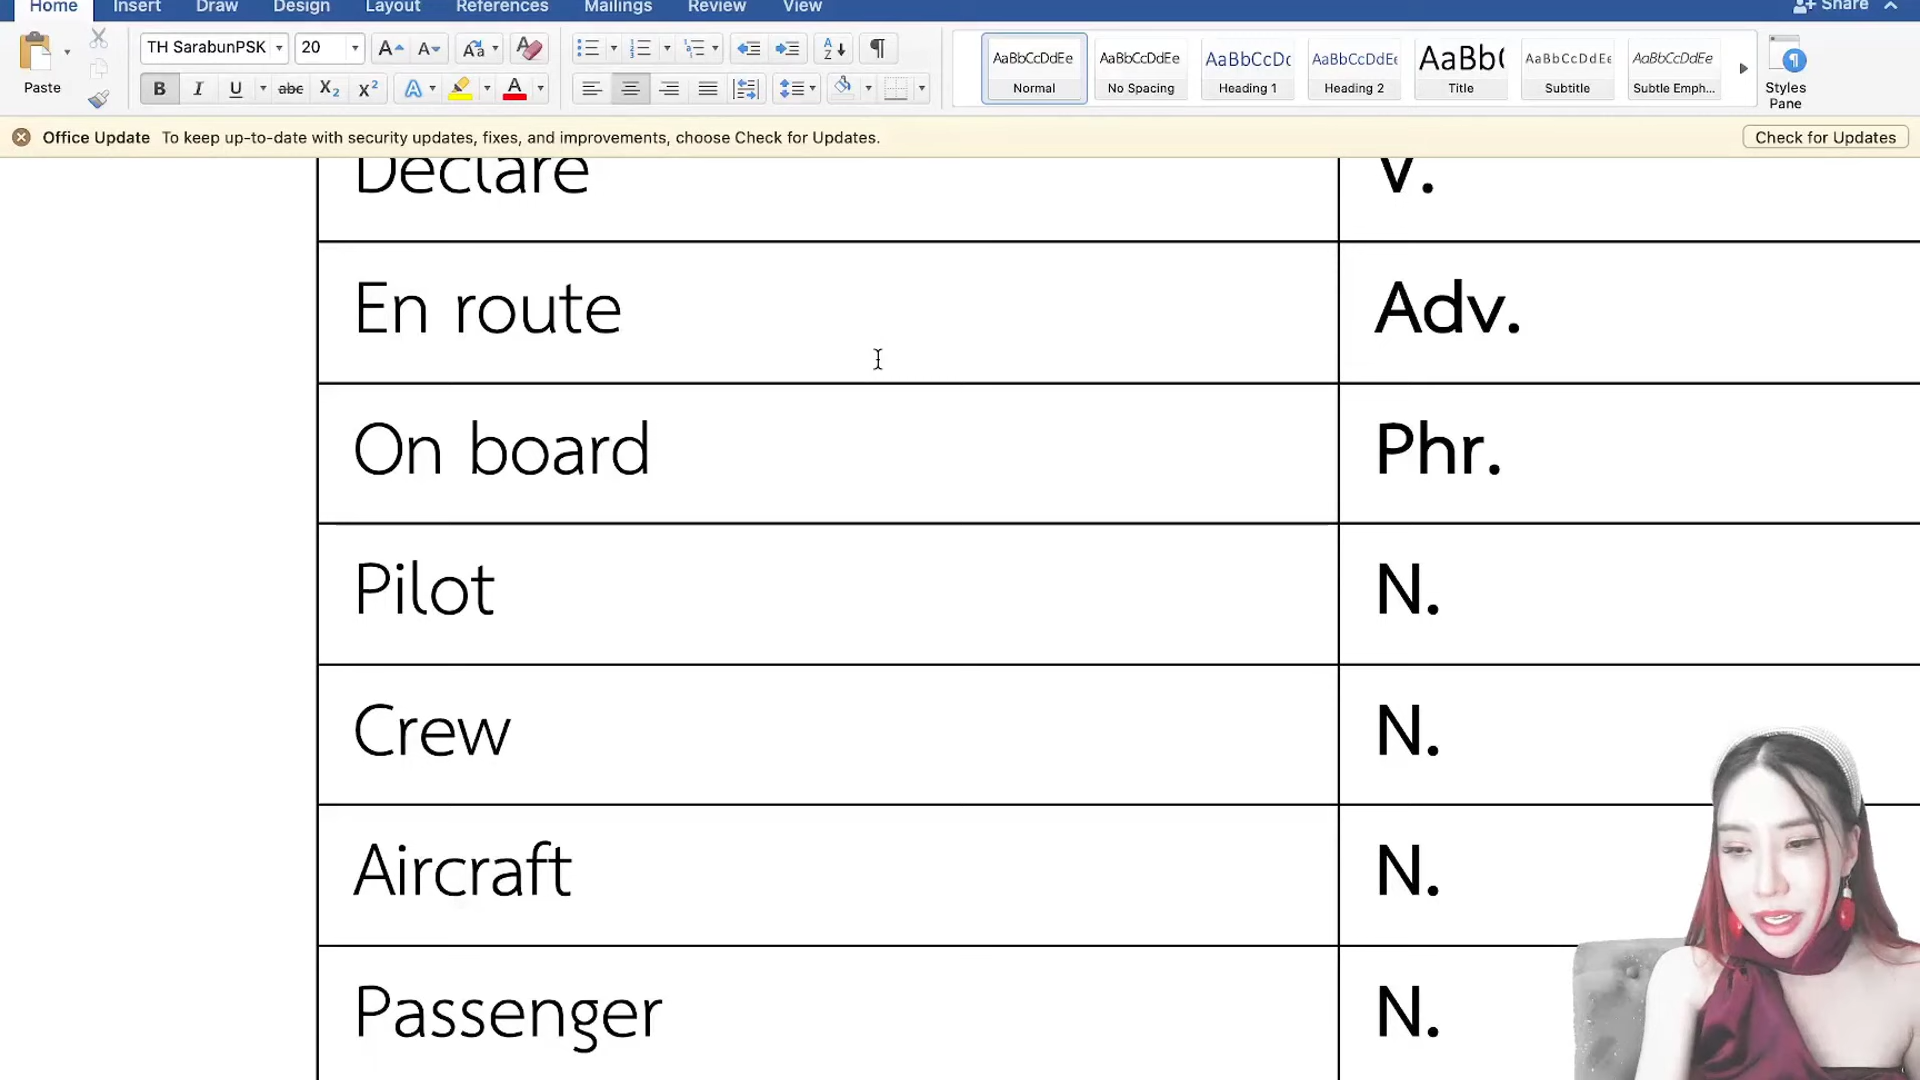 Home Insert Draw Design Layout References Mailings Review View Share
TH SarabunPSK 20
Paste
AaBbCcDdEe AaBbCcDdEe AaBbCcDc AaBbCcDdEe AaBb( AaBbCcDdEe AaBbCcDdEe
Normal No Spacing Heading 1 Heading 2 Title Subtitle Subtle Emph...
Styles
Pane
Office Update To keep up-to-date with security updates, fixes, and improvements, choose Check for Updates. Check for Updates
Declare V.
En route Adv.
On board Phr.
Pilot N.
Crew N.
Aircraft N.
Passenger N.